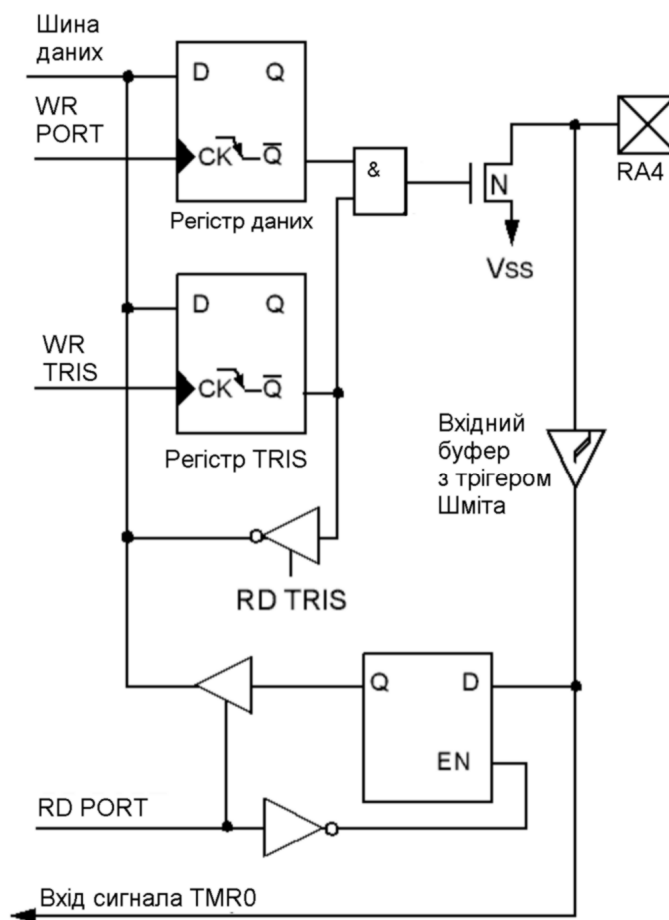 Шина
даних
D Q
WR
PORT
CK Q
&
N
RA4
Регістр даних
Vss
D Q
WR
TRIS
CK Q
Регістр TRIS
Вхідний
буфер
з трігером
Шміта
RD TRIS
Q D
EN
RD PORT
Вхід сигнала TMR0